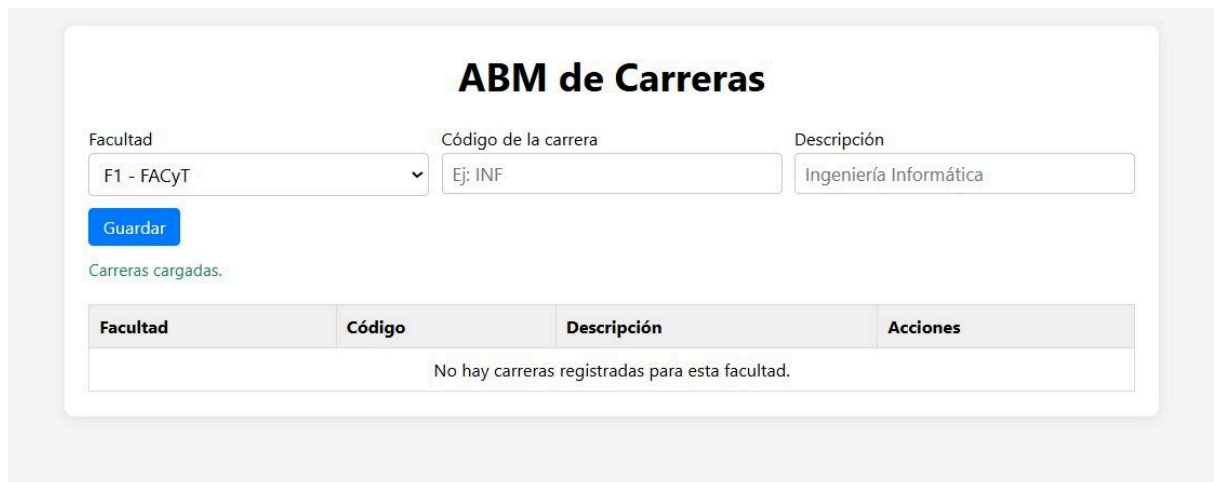 ABM de Carreras
Facultad Código de la carrera Descripción
F1 - FACyT Ej: INF Ingeniería Informática
Guardar
Carreras cargadas.
Facultad Código Descripción Acciones
No hay carreras registradas para esta facultad.